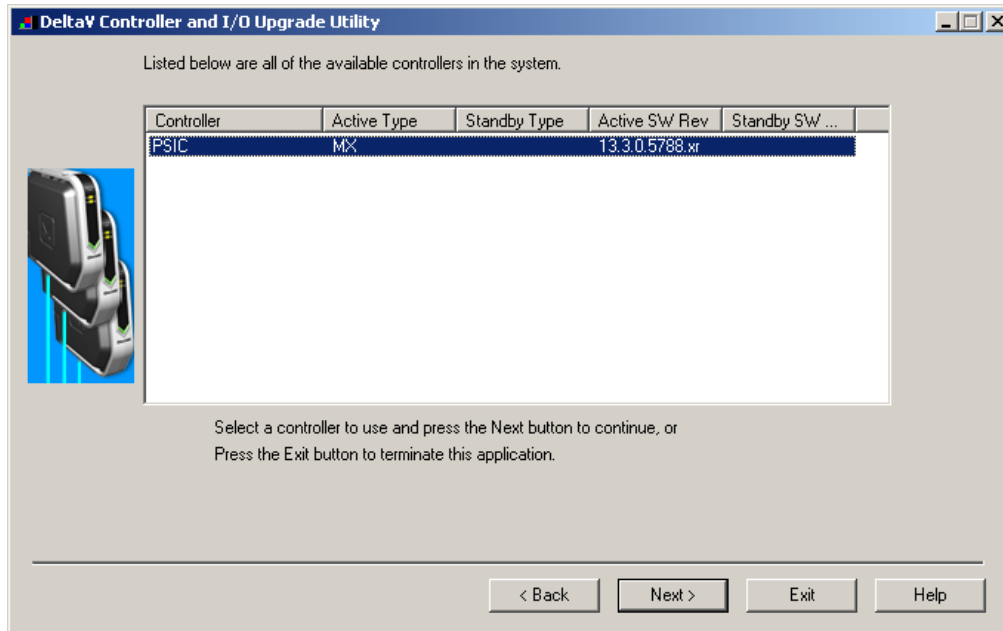 DeltaV Controller and I/O Upgrade Utility
Listed below are all of the available controllers in the system.
Controller Active Type Standby Type Active SW Rev Standby SW ...
PSIC MX 13.3.0.5788.xr
Select a controller to use and press the Next button to continue, or
Press the Exit button to terminate this application.
< Back Next > Exit Help